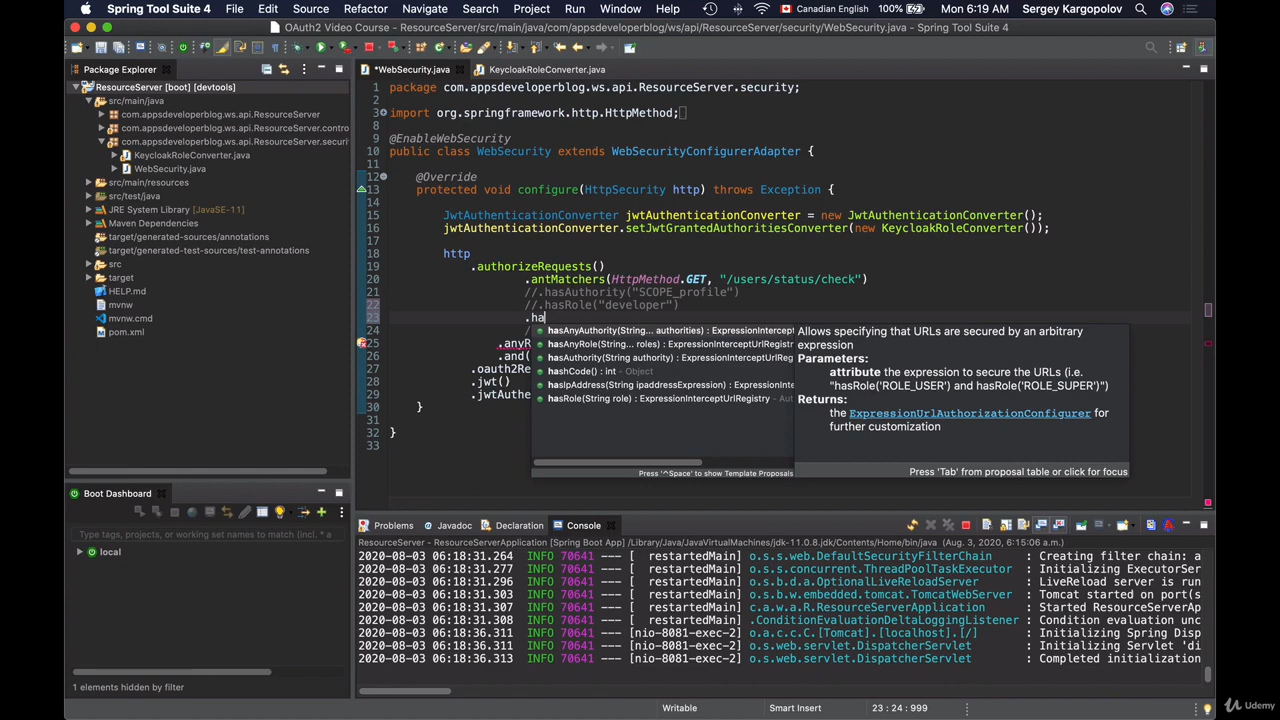 Spring Tool Suite 4 File Edit Source Refactor Navigate Search Project Run Window Help Canadian English 100% Mon 6:19 AM Sergey Kargopolov
OAuth2 Video Course - ResourceServer/src/main/java/com/appsdeveloperblog/ws/api/ResourceServer/security/WebSecurity.java - Spring Tool Suite 4
Package Explorer
ResourceServer [boot] [devtools]
src/main/java
com.appsdeveloperblog.ws.api.ResourceServer
com.appsdeveloperblog.ws.api.ResourceServer.contro
com.appsdeveloperblog.ws.api.ResourceServer.securi
KeycloakRoleConverter.java
WebSecurity.java
src/main/resources
src/test/java
JRE System Library [JavaSE-11]
Maven Dependencies
target/generated-sources/annotations
target/generated-test-sources/test-annotations
src
target
HELP.md
mvnw
mvnw.cmd
pom.xml
*WebSecurity.java KeycloakRoleConverter.java
1 package com.appsdeveloperblog.ws.api.ResourceServer.security;
2
3 import org.springframework.http.HttpMethod;
8
9 @EnableWebSecurity
10 public class WebSecurity extends WebSecurityConfigurerAdapter {
11
12 @Override
13 protected void configure(HttpSecurity http) throws Exception {
14
15 JwtAuthenticationConverter jwtAuthenticationConverter = new JwtAuthenticationConverter();
16 jwtAuthenticationConverter.setJwtGrantedAuthoritiesConverter(new KeycloakRoleConverter());
17
18 http
19 .authorizeRequests()
20 .antMatchers(HttpMethod.GET, "/users/status/check")
21 //.hasAuthority("SCOPE_profile")
22 //.hasRole("developer")
23 .ha
24 /
25 .anyR
26 .and(
27 .oauth2Re
28 .jwt()
29 .jwtAuthe
30 }
31
32 }
33
hasAnyAuthority(String... authorities) : ExpressionIntercept
hasAnyRole(String... roles) : ExpressionInterceptUrlRegistr
hasAuthority(String authority) : ExpressionInterceptUrlRegi
hashCode() : int - Object
hasIpAddress(String ipaddressExpression) : ExpressionInte
hasRole(String role) : ExpressionInterceptUrlRegistry - Aut
Press '^Space' to show Template Proposals
Allows specifying that URLs are secured by an arbitrary
expression
Parameters:
attribute the expression to secure the URLs (i.e.
"hasRole('ROLE_USER') and hasRole('ROLE_SUPER')")
Returns:
the ExpressionUrlAuthorizationConfigurer for
further customization
Press 'Tab' from proposal table or click for focus
Boot Dashboard
Type tags, projects, or working set names to match (incl. * a
local
1 elements hidden by filter
Problems Javadoc Declaration Console
ResourceServer - ResourceServerApplication [Spring Boot App] /Library/Java/JavaVirtualMachines/jdk-11.0.8.jdk/Contents/Home/bin/java (Aug. 3, 2020, 6:15:06 a.m.)
2020-08-03 06:18:31.264 INFO 70641 --- [ restartedMain] o.s.s.web.DefaultSecurityFilterChain : Creating filter chain: a
2020-08-03 06:18:31.277 INFO 70641 --- [ restartedMain] o.s.s.concurrent.ThreadPoolTaskExecutor : Initializing ExecutorSer
2020-08-03 06:18:31.296 INFO 70641 --- [ restartedMain] o.s.b.d.a.OptionalLiveReloadServer : LiveReload server is run
2020-08-03 06:18:31.306 INFO 70641 --- [ restartedMain] o.s.b.w.embedded.tomcat.TomcatWebServer : Tomcat started on port(s
2020-08-03 06:18:31.307 INFO 70641 --- [ restartedMain] c.a.w.a.R.ResourceServerApplication : Started ResourceServerAp
2020-08-03 06:18:31.308 INFO 70641 --- [ restartedMain] .ConditionEvaluationDeltaLoggingListener : Condition evaluation unc
2020-08-03 06:18:36.311 INFO 70641 --- [nio-8081-exec-2] o.a.c.c.C.[Tomcat].[localhost].[/] : Initializing Spring Disp
2020-08-03 06:18:36.311 INFO 70641 --- [nio-8081-exec-2] o.s.web.servlet.DispatcherServlet : Initializing Servlet 'di
2020-08-03 06:18:36.313 INFO 70641 --- [nio-8081-exec-2] o.s.web.servlet.DispatcherServlet : Completed initialization
Writable Smart Insert 23 : 24 : 999
Udemy